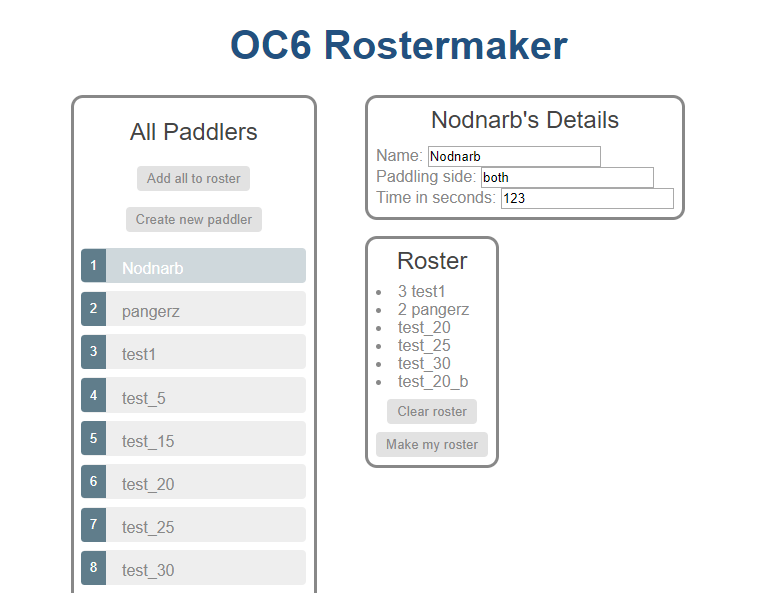 OC6 Rostermaker
All Paddlers
Add all to roster
Create new paddler
1 Nodnarb
2 pangerz
3 test1
4 test_5
5 test_15
6 test_20
7 test_25
8 test_30
Nodnarb's Details
Name: Nodnarb
Paddling side: both
Time in seconds: 123
Roster
3 test1
2 pangerz
test_20
test_25
test_30
test_20_b
Clear roster
Make my roster